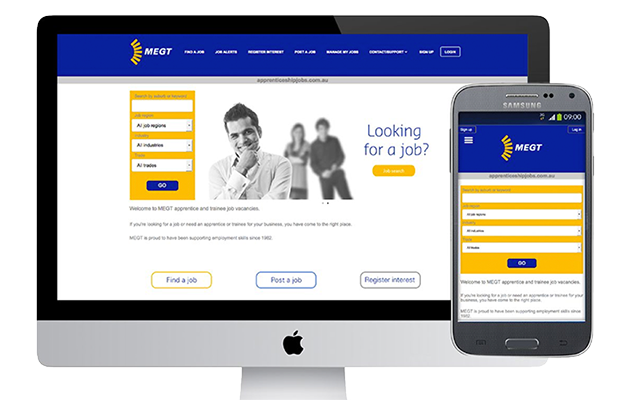 MEGT
FIND A JOB JOB ALERTS REGISTER INTEREST POST A JOB MANAGE MY JOBS CONTACT/SUPPORT SIGN UP LOGIN
apprenticeshipjobs.com.au
Search by suburb or keyword
Job region
All job regions
Industry
All industries
Trades
All trades
GO
Looking
for a job?
Job search
Welcome to MEGT apprentice and trainee job vacancies.
If you're looking for a job or need an apprentice or trainee for your business, you have come to the right place.
MEGT is proud to have been supporting employment skills since 1982.
Find a job
Post a job
Register interest
SAMSUNG
09:00
Sign up
Log in
MEGT
apprenticeshipjobs.com.au
Search by suburb or keyword
Job region
All job regions
Industry
All industries
Trades
All trades
GO
Welcome to MEGT apprentice and trainee job vacancies.
If you're looking for a job or need an apprentice or trainee for your business, you have come to the right place.
MEGT is proud to have been supporting employment skills since
1982.